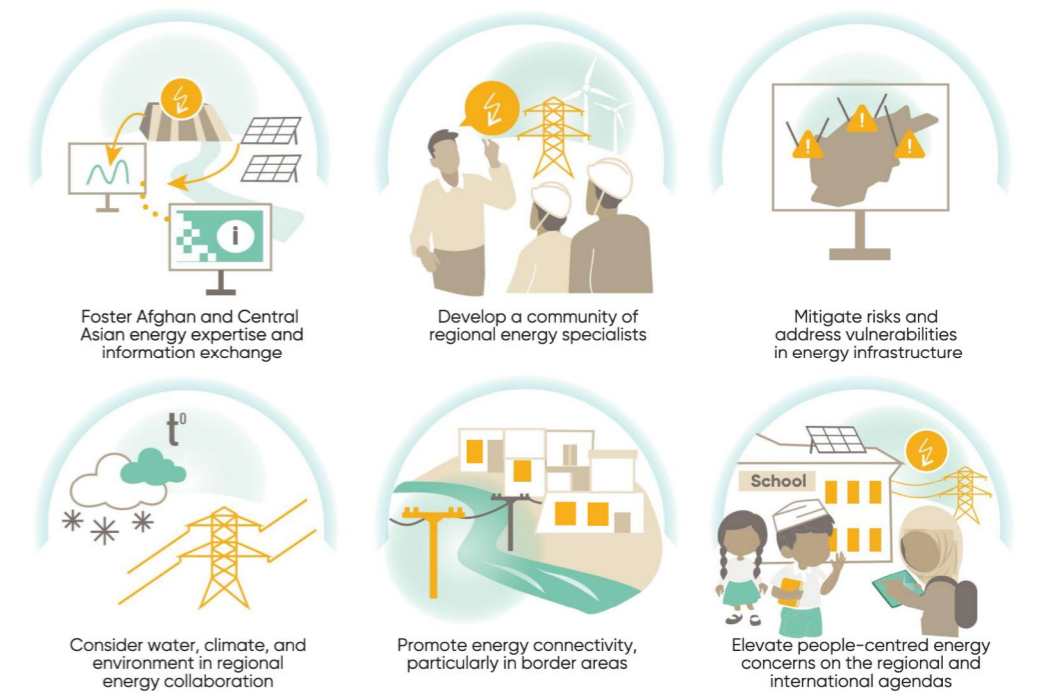 i
Foster Afghan and Central
Asian energy expertise and
information exchange
Develop a community of
regional energy specialists
! ! !
Mitigate risks and
address vulnerabilities
in energy infrastructure
t⁰
Consider water, climate, and
environment in regional
energy collaboration
Promote energy connectivity,
particularly in border areas
School
Elevate people-centred energy
concerns on the regional and
international agendas